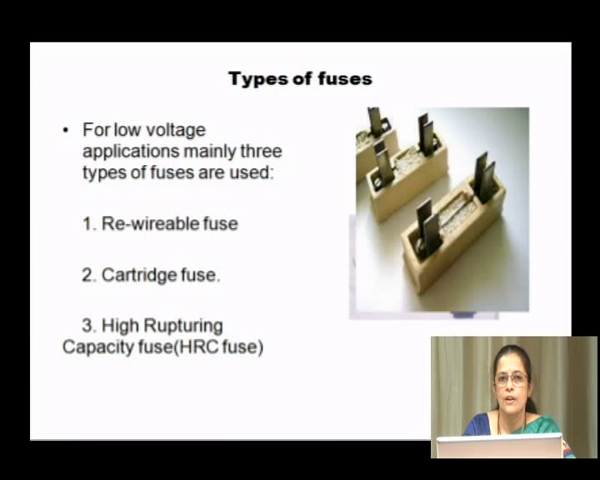 Types of fuses
• For low voltage
applications mainly three
types of fuses are used:
1. Re-wireable fuse
2. Cartridge fuse.
3. High Rupturing
Capacity fuse(HRC fuse)